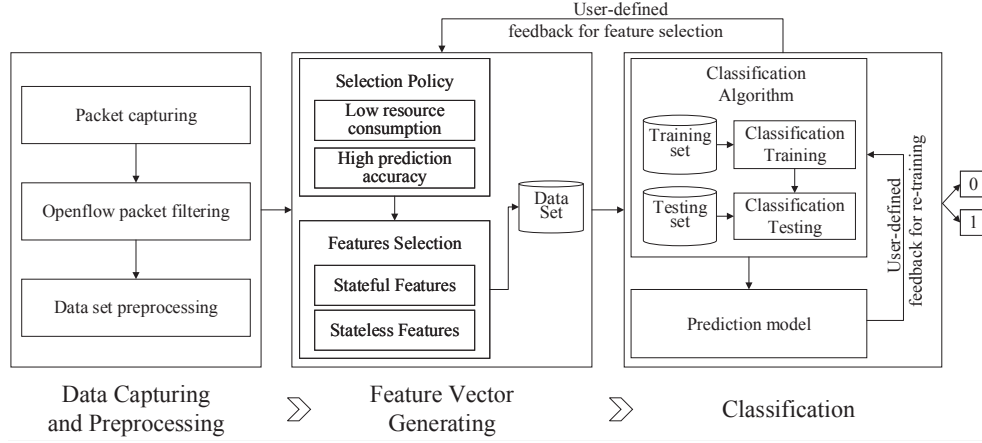 User-defined
feedback for feature selection
Packet capturing
Openflow packet filtering
Data set preprocessing
Selection Policy
Low resource
consumption
High prediction
accuracy
Features Selection
Stateful Features
Stateless Features
Data
Set
Classification
Algorithm
Training
set
Classification
Training
Testing
set
Classification
Testing
Prediction model
User-defined
feedback for re-training
0
1
Data Capturing
and Preprocessing
Feature Vector
Generating
Classification